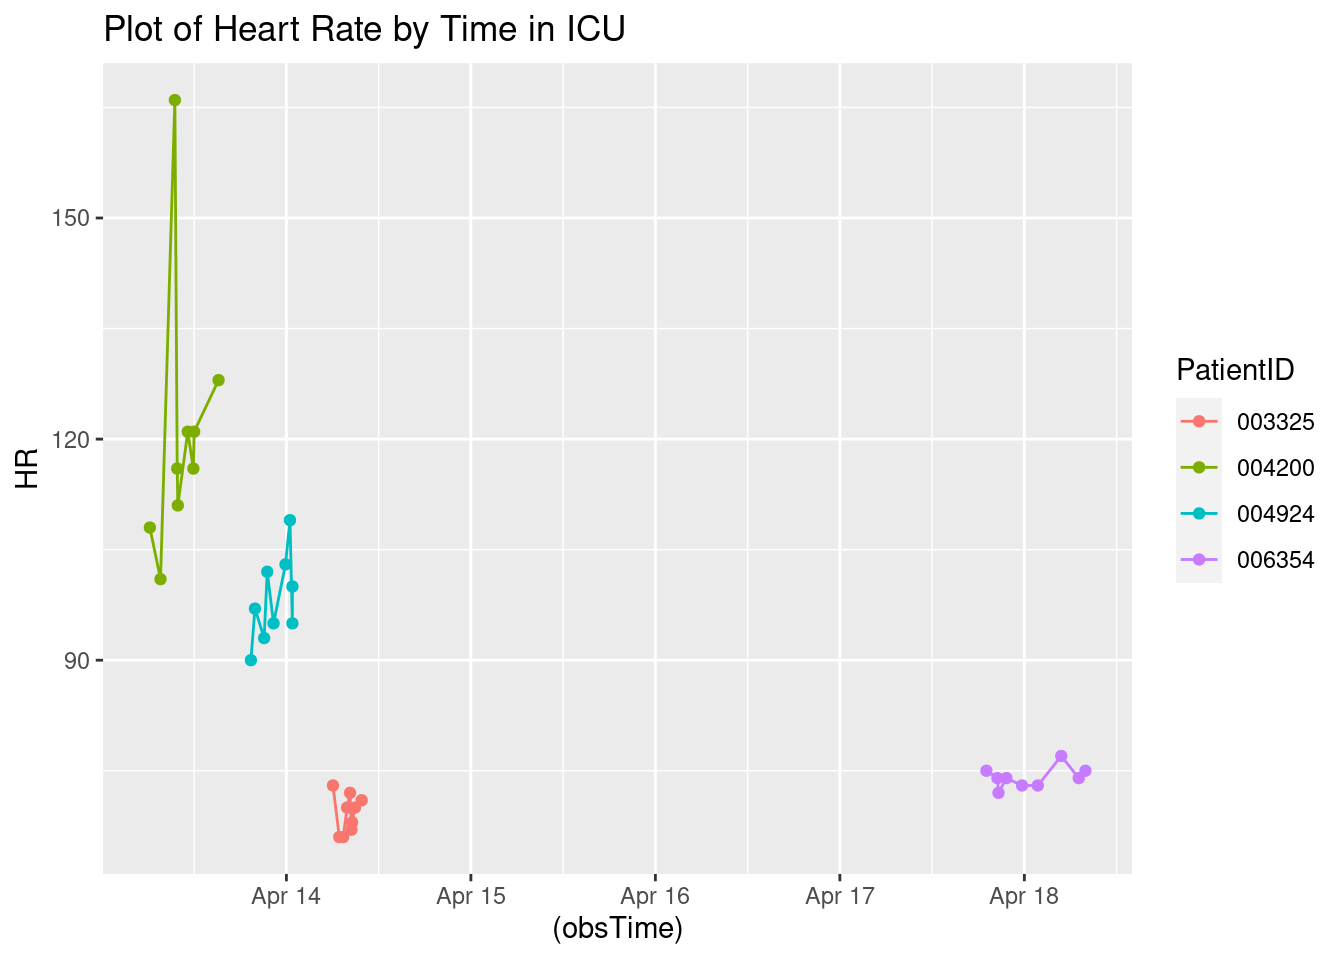 Plot of Heart Rate by Time in ICU
HR
150
120
90
Apr 14
Apr 15
Apr 16
Apr 17
Apr 18
(obsTime)
PatientID
003325
004200
004924
006354